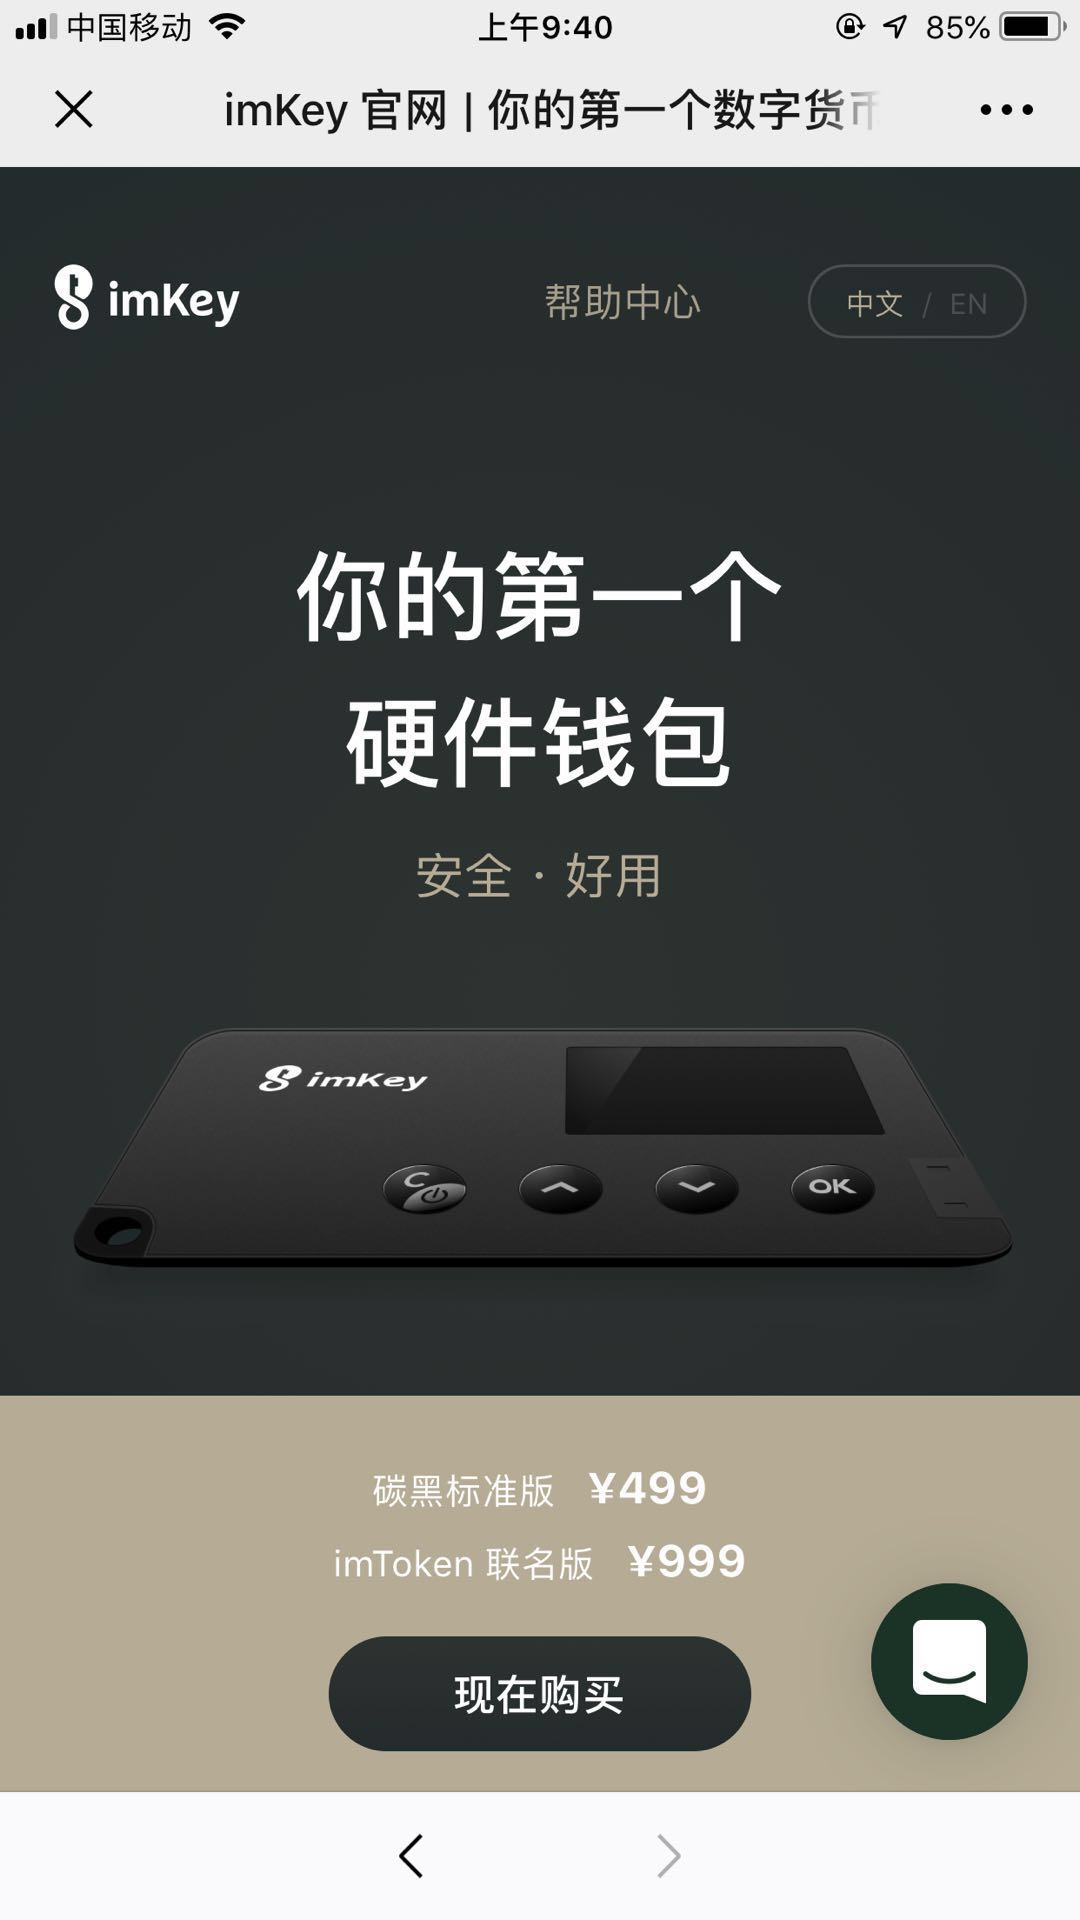 中国移动
上午9:40
85%
imKey 官网 | 你的第一个数字货币
imKey
帮助中心
中文 / EN
你的第一个
硬件钱包
安全 · 好用
imKey
C
OK
碳黑标准版 ¥499
imToken 联名版 ¥999
现在购买